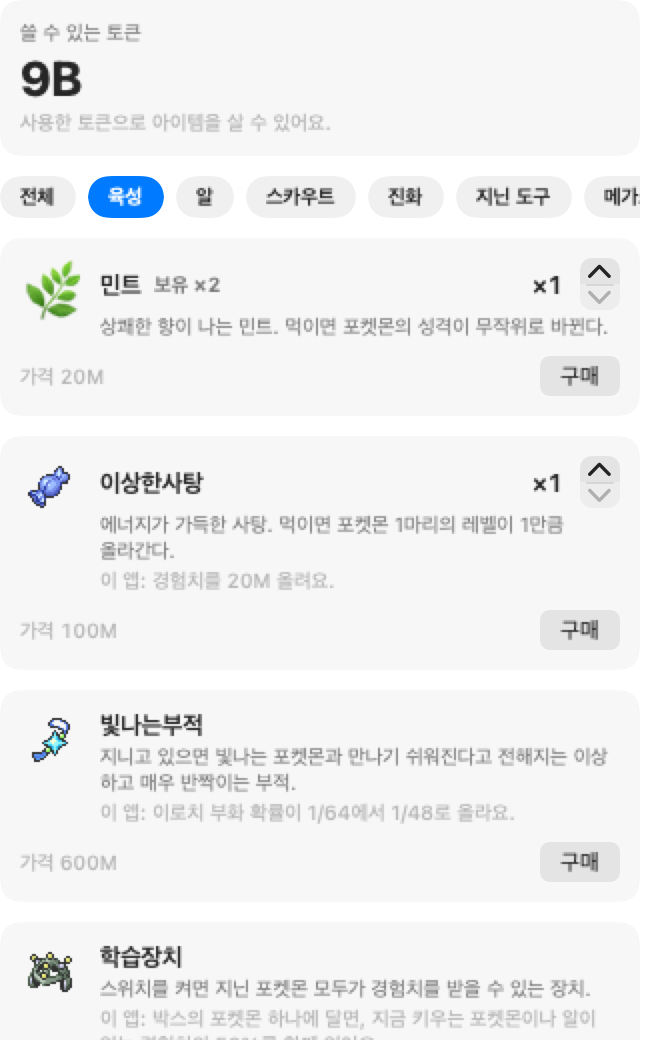 쓸 수 있는 토큰
9B
사용한 토큰으로 아이템을 살 수 있어요.
전체 육성 알 스카우트 진화 지닌 도구 메가
민트 보유 ×2 ×1
상쾌한 향이 나는 민트. 먹이면 포켓몬의 성격이 무작위로 바뀐다.
가격 20M 구매
이상한사탕 ×1
에너지가 가득한 사탕. 먹이면 포켓몬 1마리의 레벨이 1만큼
올라간다.
이 앱: 경험치를 20M 올려요.
가격 100M 구매
빛나는부적
지니고 있으면 빛나는 포켓몬과 만나기 쉬워진다고 전해지는 이상
하고 매우 반짝이는 부적.
이 앱: 이로치 부화 확률이 1/64에서 1/48로 올라요.
가격 600M 구매
학습장치
스위치를 켜면 지닌 포켓몬 모두가 경험치를 받을 수 있는 장치.
이 앱: 박스의 포켓몬 하나에 달면, 지금 키우는 포켓몬이나 알이